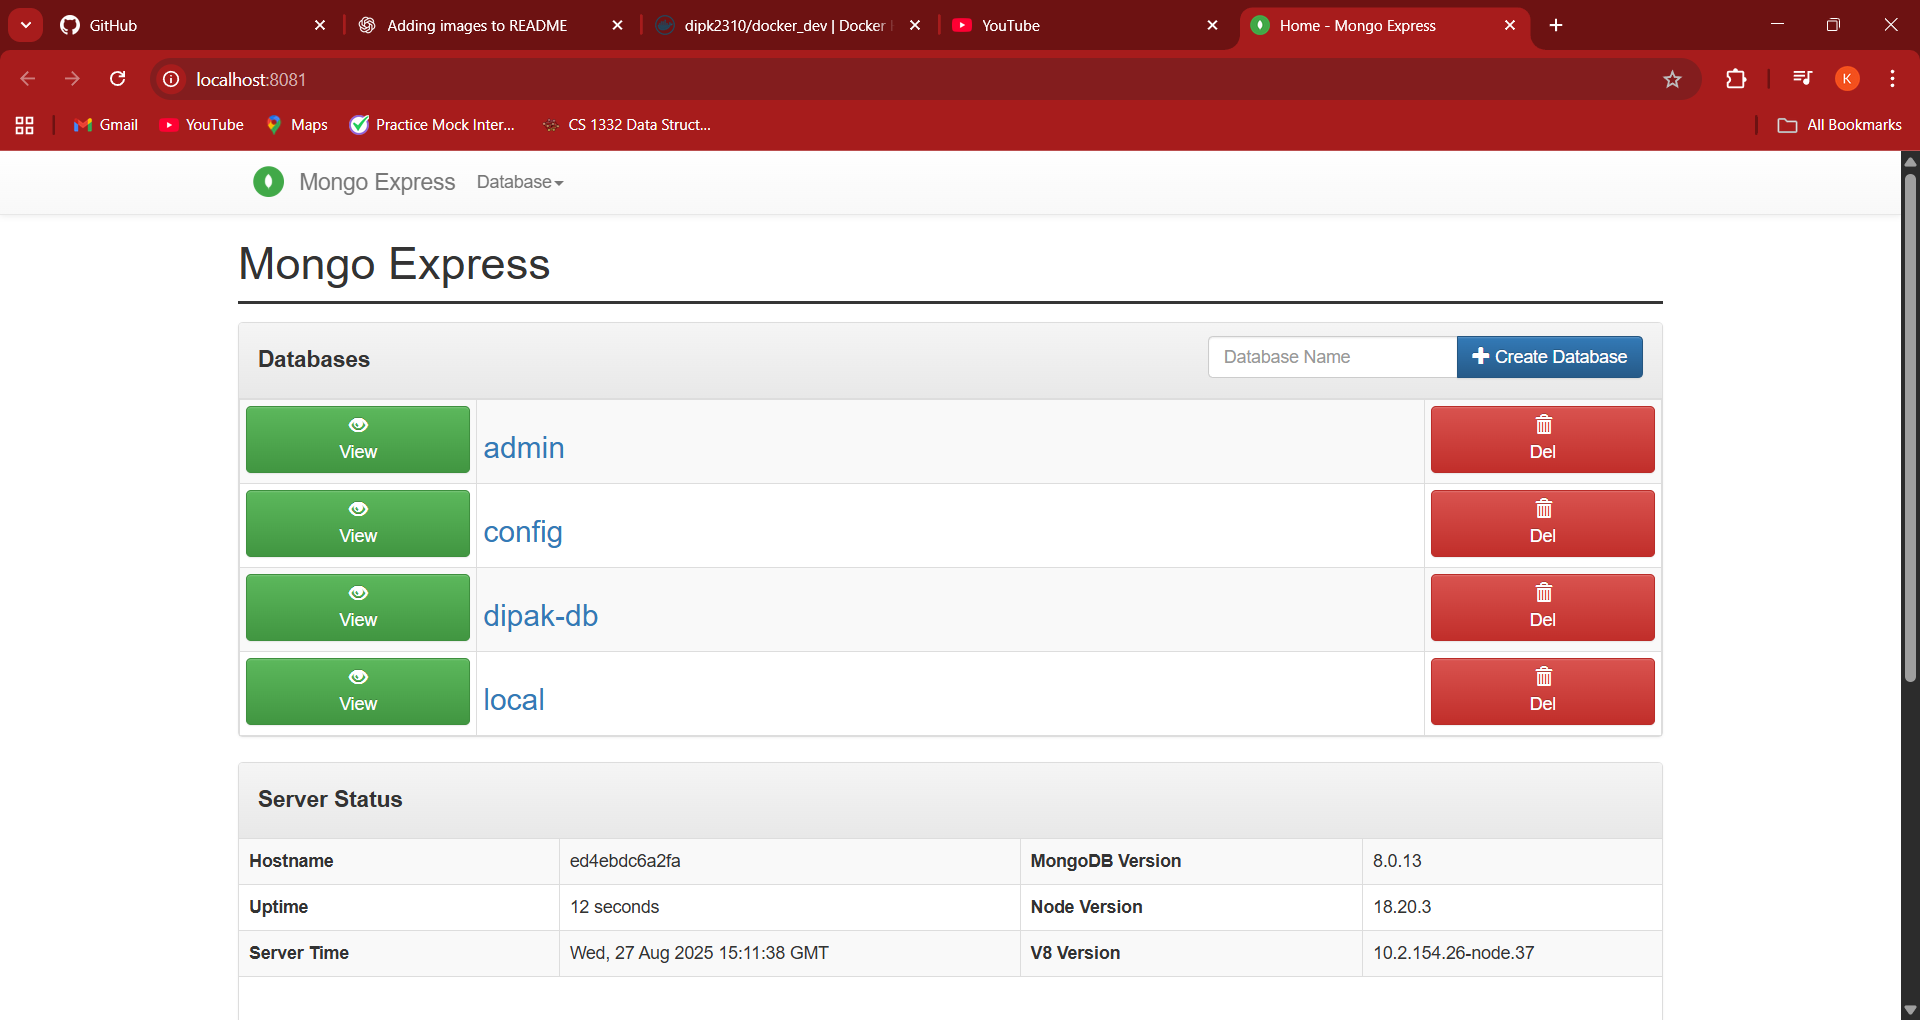 GitHub
Adding images to README
dipk2310/docker_dev | Docker
YouTube
Home - Mongo Express
localhost:8081
K
Gmail
YouTube
Maps
Practice Mock Inter...
CS 1332 Data Struct...
All Bookmarks
Mongo Express
Database
Mongo Express
Databases
Database Name
Create Database
View
admin
Del
View
config
Del
View
dipak-db
Del
View
local
Del
Server Status
Hostname ed4ebdc6a2fa MongoDB Version 8.0.13
Uptime 12 seconds Node Version 18.20.3
Server Time Wed, 27 Aug 2025 15:11:38 GMT V8 Version 10.2.154.26-node.37